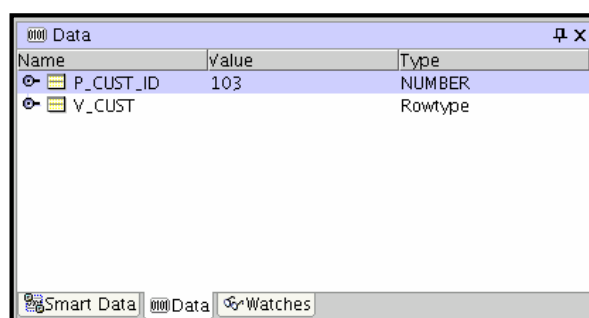 Data
Name Value Type
P_CUST_ID 103 NUMBER
V_CUST Rowtype
Smart Data Data Watches